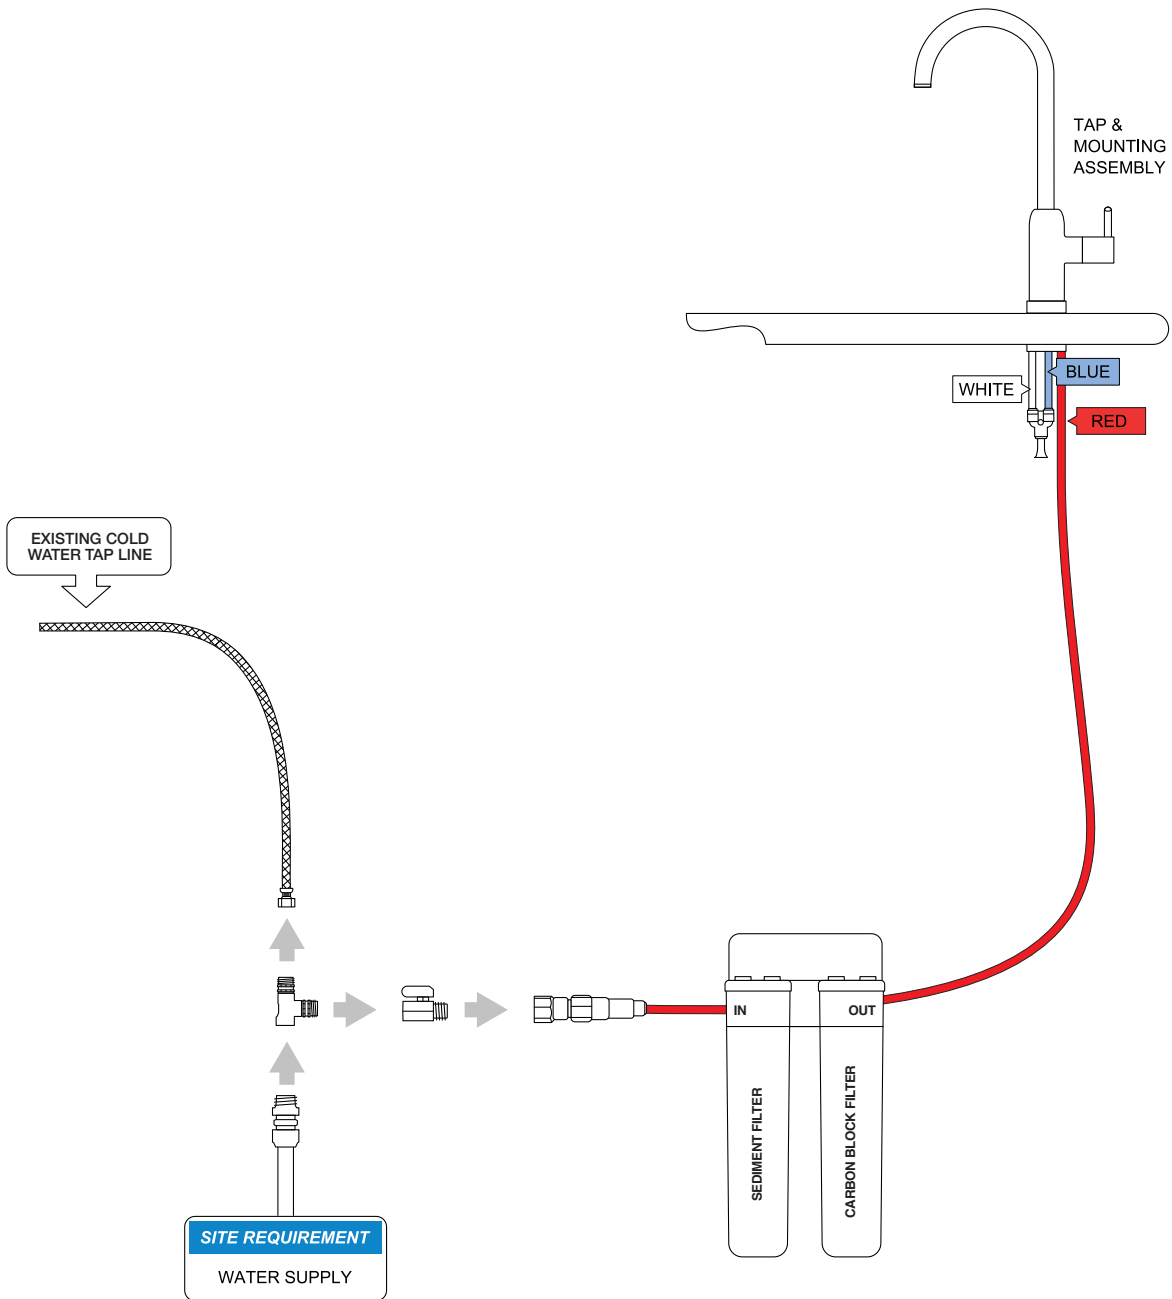 TAP &
MOUNTING
ASSEMBLY
BLUE
WHITE
RED
EXISTING COLD
WATER TAP LINE
IN
OUT
SEDIMENT FILTER
CARBON BLOCK FILTER
SITE REQUIREMENT
WATER SUPPLY